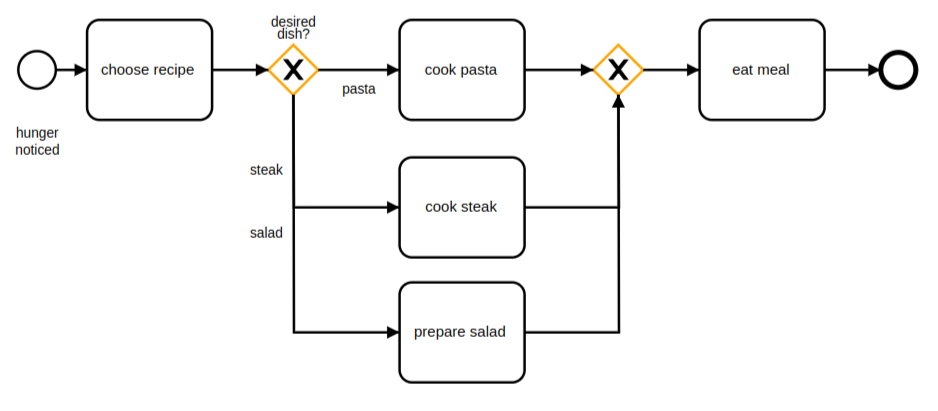 desired
dish?
choose recipe
cook pasta
eat meal
pasta
hunger
noticed
steak
cook steak
salad
prepare salad